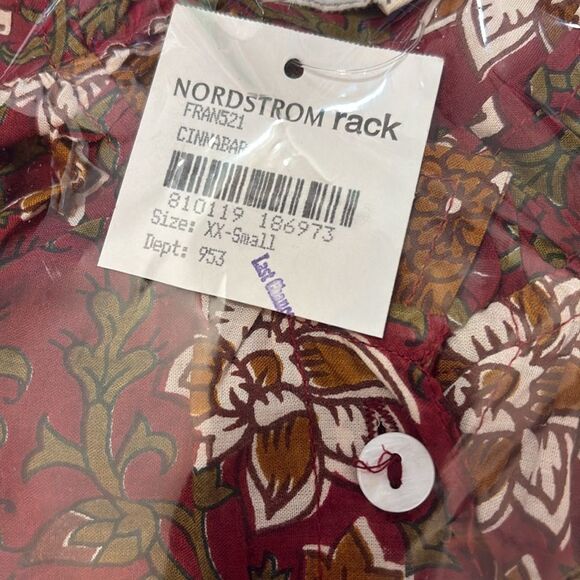 NORDSTROM rack
FRAN521
CINNABAR
810119 186973
Size: XX-Small
Dept: 953
Last Chance